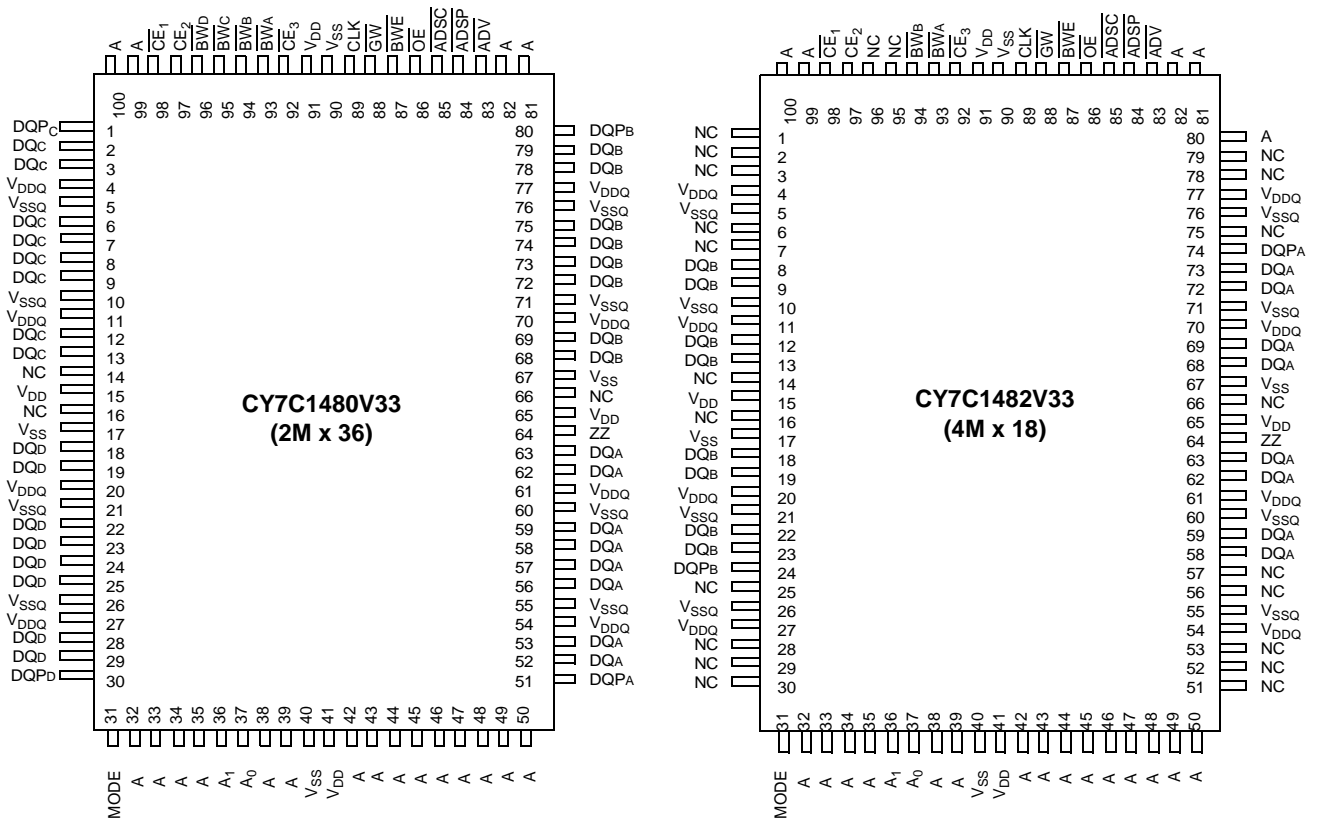 A A CE1 CE2 BWD BWC BWB BWA CE3 VDD VSS CLK GW BWE OE ADSC ADSP ADV A A
100 99 98 97 96 95 94 93 92 91 90 89 88 87 86 85 84 83 82 81
DQPC 1 80 DQPB
DQC 2 79 DQB
DQC 3 78 DQB
VDDQ 4 77 VDDQ
VSSQ 5 76 VSSQ
DQC 6 75 DQB
DQC 7 74 DQB
DQC 8 73 DQB
DQC 9 72 DQB
VSSQ 10 71 VSSQ
VDDQ 11 70 VDDQ
DQC 12 69 DQB
DQC 13 68 DQB
NC 14 67 VSS
VDD 15 66 NC
NC 16 65 VDD
VSS 17 64 ZZ
DQD 18 63 DQA
DQD 19 62 DQA
VDDQ 20 61 VDDQ
VSSQ 21 60 VSSQ
DQD 22 59 DQA
DQD 23 58 DQA
DQD 24 57 DQA
DQD 25 56 DQA
VSSQ 26 55 VSSQ
VDDQ 27 54 VDDQ
DQD 28 53 DQA
DQD 29 52 DQA
DQPD 30 51 DQPA
CY7C1480V33
(2M x 36)
31 32 33 34 35 36 37 38 39 40 41 42 43 44 45 46 47 48 49 50
MODE A A A A A1 A0 A A VSS VDD A A A A A A A A A
A A CE1 CE2 NC NC BWB BWA CE3 VDD VSS CLK GW BWE OE ADSC ADSP ADV A A
100 99 98 97 96 95 94 93 92 91 90 89 88 87 86 85 84 83 82 81
NC 1 80 A
NC 2 79 NC
NC 3 78 NC
VDDQ 4 77 VDDQ
VSSQ 5 76 VSSQ
NC 6 75 NC
NC 7 74 DQPA
DQB 8 73 DQA
DQB 9 72 DQA
VSSQ 10 71 VSSQ
VDDQ 11 70 VDDQ
DQB 12 69 DQA
DQB 13 68 DQA
NC 14 67 VSS
VDD 15 66 NC
NC 16 65 VDD
VSS 17 64 ZZ
DQB 18 63 DQA
DQB 19 62 DQA
VDDQ 20 61 VDDQ
VSSQ 21 60 VSSQ
DQB 22 59 DQA
DQB 23 58 DQA
DQPB 24 57 NC
NC 25 56 NC
VSSQ 26 55 VSSQ
VDDQ 27 54 VDDQ
NC 28 53 NC
NC 29 52 NC
NC 30 51 NC
CY7C1482V33
(4M x 18)
31 32 33 34 35 36 37 38 39 40 41 42 43 44 45 46 47 48 49 50
MODE A A A A A1 A0 A A VSS VDD A A A A A A A A A